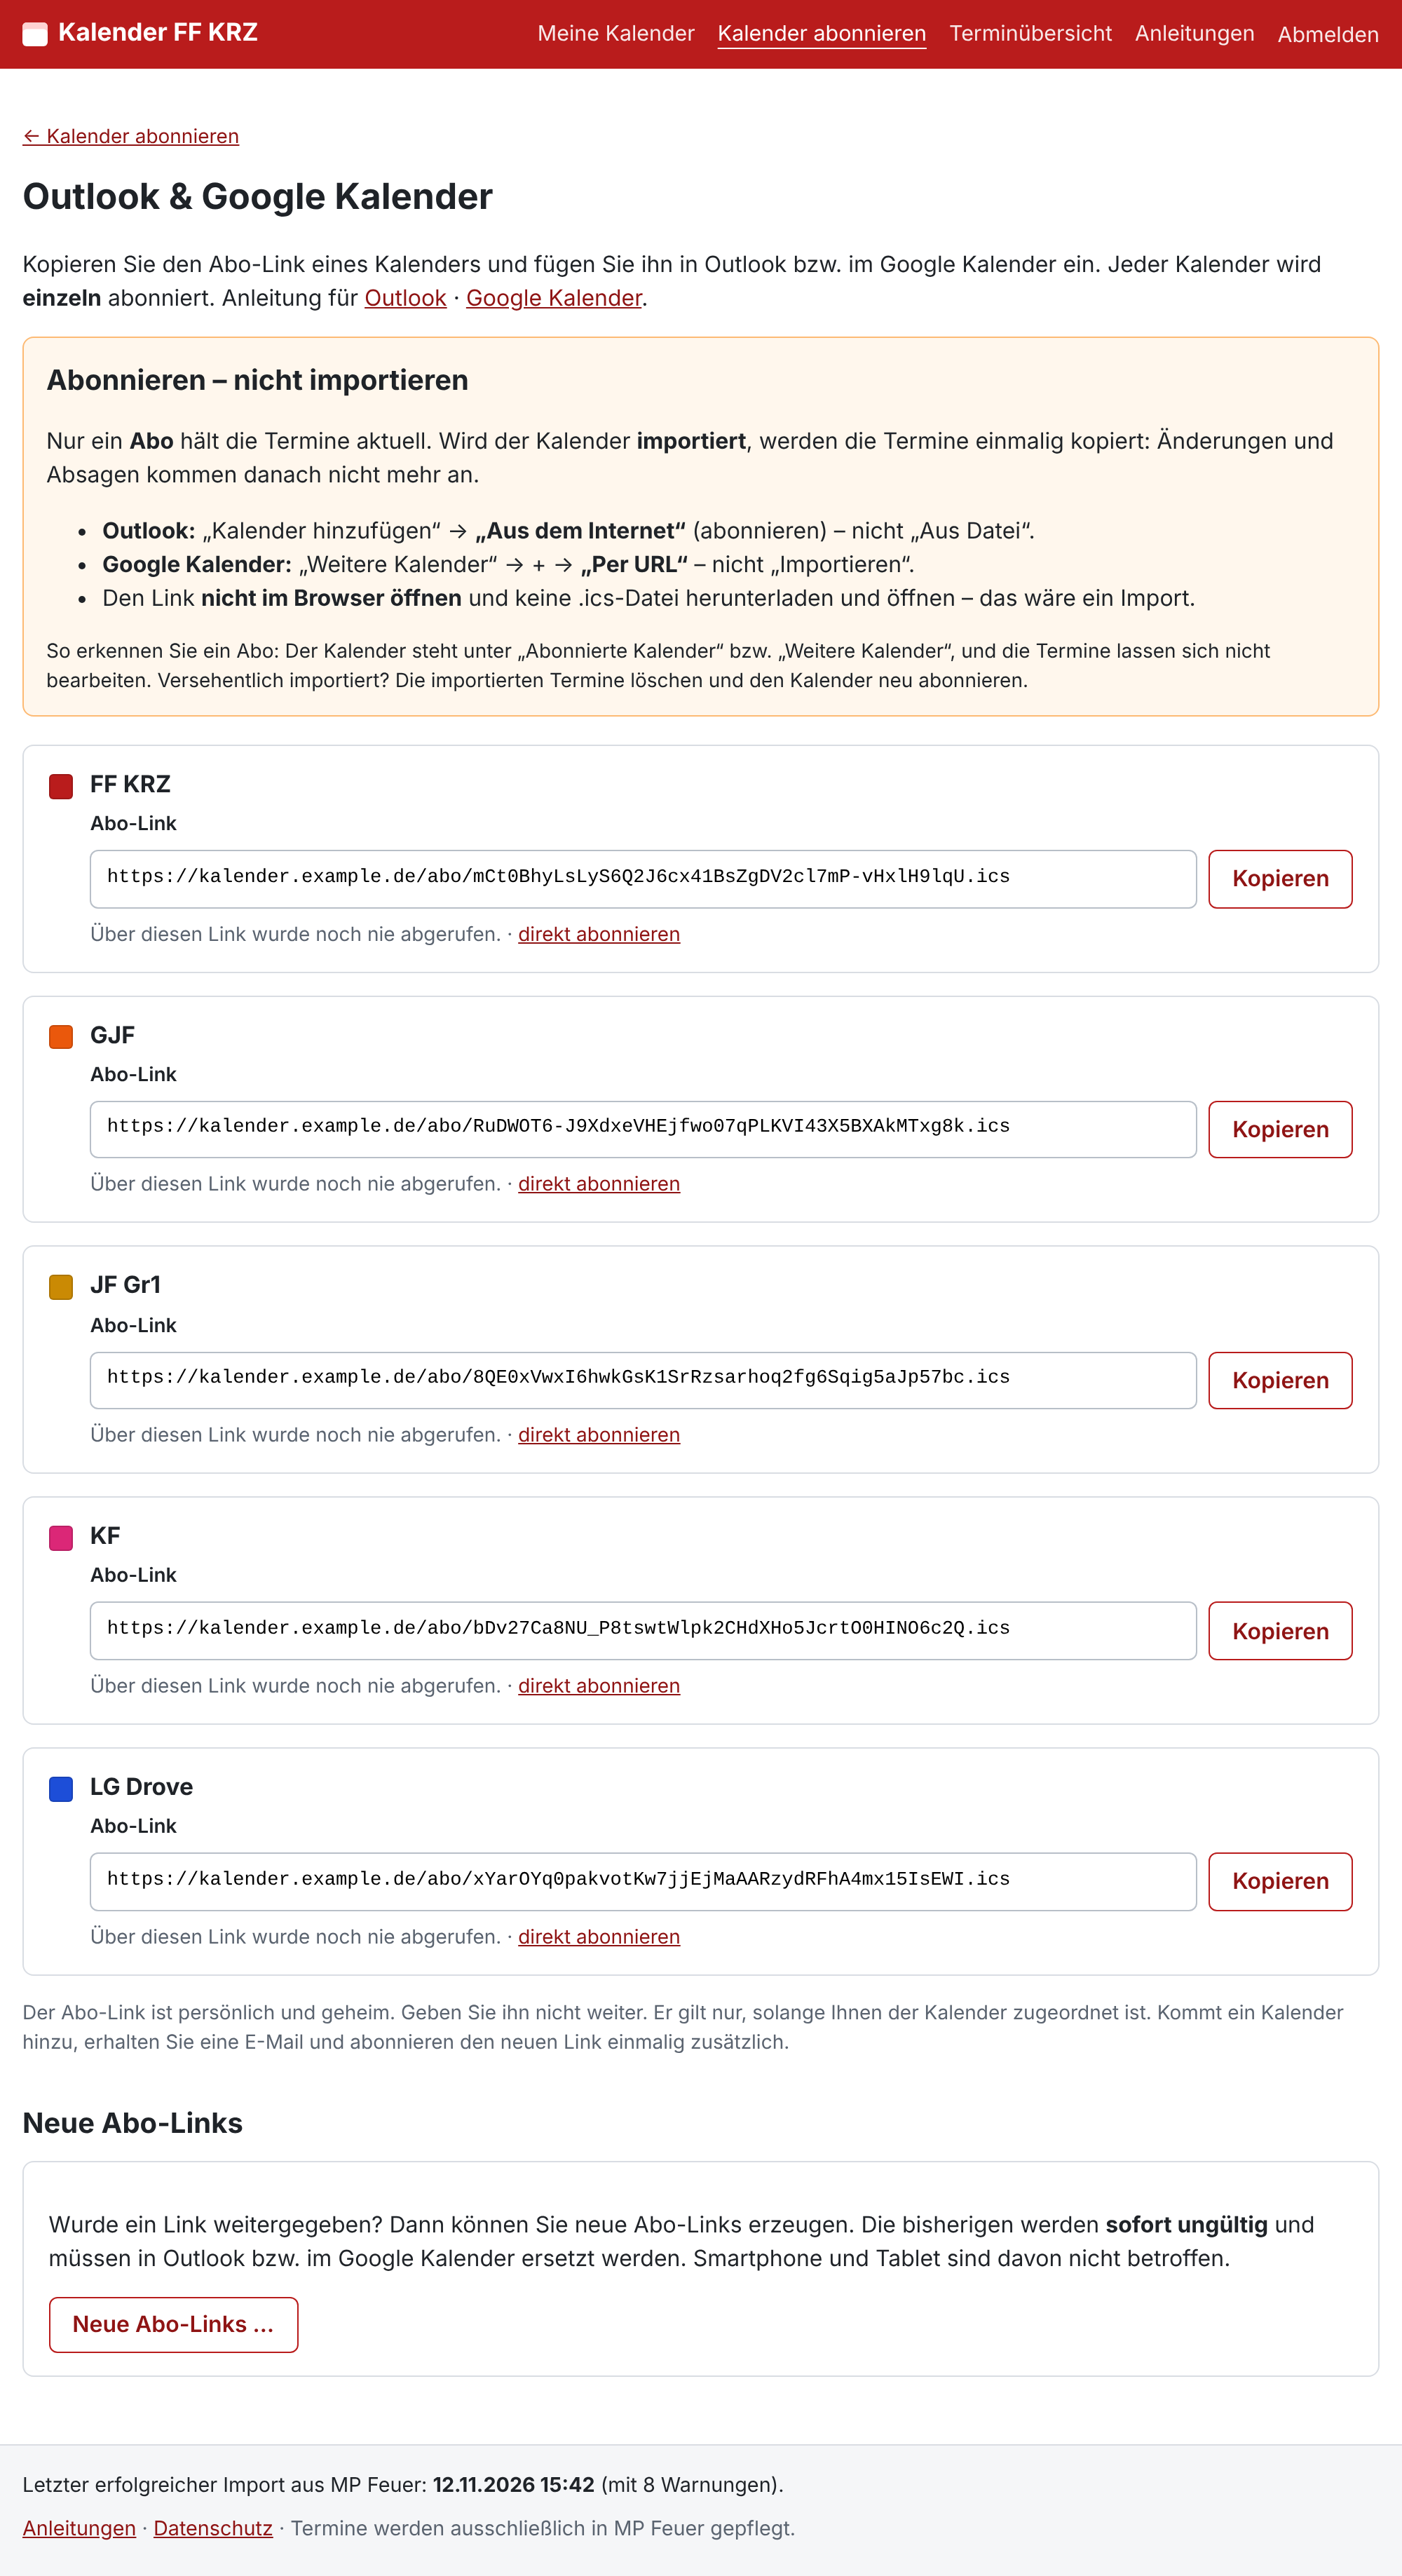 Kalender FF KRZ
Meine Kalender
Kalender abonnieren
Terminübersicht
Anleitungen
Abmelden
← Kalender abonnieren
Outlook & Google Kalender
Kopieren Sie den Abo-Link eines Kalenders und fügen Sie ihn in Outlook bzw. im Google Kalender ein. Jeder Kalender wird
einzeln abonniert. Anleitung für Outlook · Google Kalender.
Abonnieren – nicht importieren
Nur ein Abo hält die Termine aktuell. Wird der Kalender importiert, werden die Termine einmalig kopiert: Änderungen und
Absagen kommen danach nicht mehr an.
• Outlook: „Kalender hinzufügen“ → „Aus dem Internet“ (abonnieren) – nicht „Aus Datei“.
• Google Kalender: „Weitere Kalender“ → + → „Per URL“ – nicht „Importieren“.
• Den Link nicht im Browser öffnen und keine .ics-Datei herunterladen und öffnen – das wäre ein Import.
So erkennen Sie ein Abo: Der Kalender steht unter „Abonnierte Kalender“ bzw. „Weitere Kalender“, und die Termine lassen sich nicht
bearbeiten. Versehentlich importiert? Die importierten Termine löschen und den Kalender neu abonnieren.
FF KRZ
Abo-Link
https://kalender.example.de/abo/mCt0BhyLsLyS6Q2J6cx41BsZgDV2cl7mP-vHxlH9lqU.ics
Kopieren
Über diesen Link wurde noch nie abgerufen. · direkt abonnieren
GJF
Abo-Link
https://kalender.example.de/abo/RuDWOT6-J9XdxeVHEjfwo07qPLKVI43X5BXAkMTxg8k.ics
Kopieren
Über diesen Link wurde noch nie abgerufen. · direkt abonnieren
JF Gr1
Abo-Link
https://kalender.example.de/abo/8QE0xVwxI6hwkGsK1SrRzsarhoq2fg6Sqig5aJp57bc.ics
Kopieren
Über diesen Link wurde noch nie abgerufen. · direkt abonnieren
KF
Abo-Link
https://kalender.example.de/abo/bDv27Ca8NU_P8tswtWlpk2CHdXHo5JcrtO0HINO6c2Q.ics
Kopieren
Über diesen Link wurde noch nie abgerufen. · direkt abonnieren
LG Drove
Abo-Link
https://kalender.example.de/abo/xYarOYq0pakvotKw7jjEjMaAARzydRFhA4mx15IsEWI.ics
Kopieren
Über diesen Link wurde noch nie abgerufen. · direkt abonnieren
Der Abo-Link ist persönlich und geheim. Geben Sie ihn nicht weiter. Er gilt nur, solange Ihnen der Kalender zugeordnet ist. Kommt ein Kalender
hinzu, erhalten Sie eine E-Mail und abonnieren den neuen Link einmalig zusätzlich.
Neue Abo-Links
Wurde ein Link weitergegeben? Dann können Sie neue Abo-Links erzeugen. Die bisherigen werden sofort ungültig und
müssen in Outlook bzw. im Google Kalender ersetzt werden. Smartphone und Tablet sind davon nicht betroffen.
Neue Abo-Links …
Letzter erfolgreicher Import aus MP Feuer: 12.11.2026 15:42 (mit 8 Warnungen).
Anleitungen · Datenschutz · Termine werden ausschließlich in MP Feuer gepflegt.